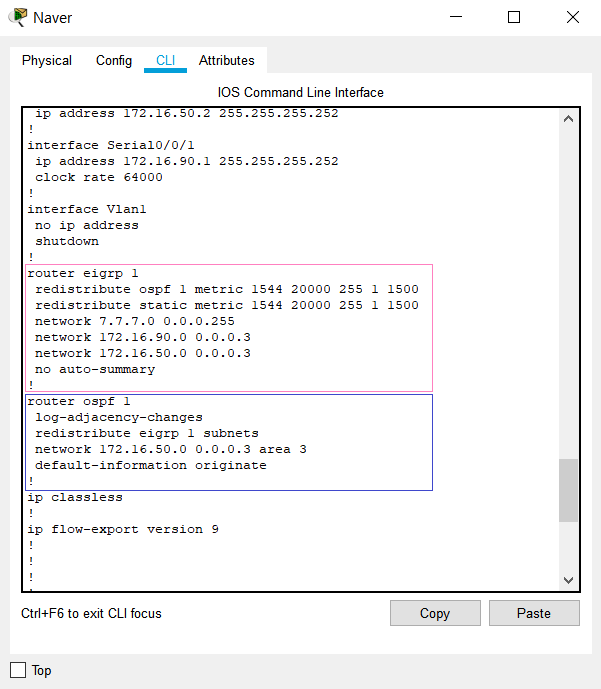 Naver
Physical Config CLI Attributes
IOS Command Line Interface
ip address 172.16.50.2 255.255.255.252
!
interface Serial0/0/1
ip address 172.16.90.1 255.255.255.252
clock rate 64000
!
interface Vlan1
no ip address
shutdown
!
router eigrp 1
redistribute ospf 1 metric 1544 20000 255 1 1500
redistribute static metric 1544 20000 255 1 1500
network 7.7.7.0 0.0.0.255
network 172.16.90.0 0.0.0.3
network 172.16.50.0 0.0.0.3
no auto-summary
!
router ospf 1
log-adjacency-changes
redistribute eigrp 1 subnets
network 172.16.50.0 0.0.0.3 area 3
default-information originate
!
ip classless
!
ip flow-export version 9
!
!
!
!
Ctrl+F6 to exit CLI focus
Copy Paste
Top